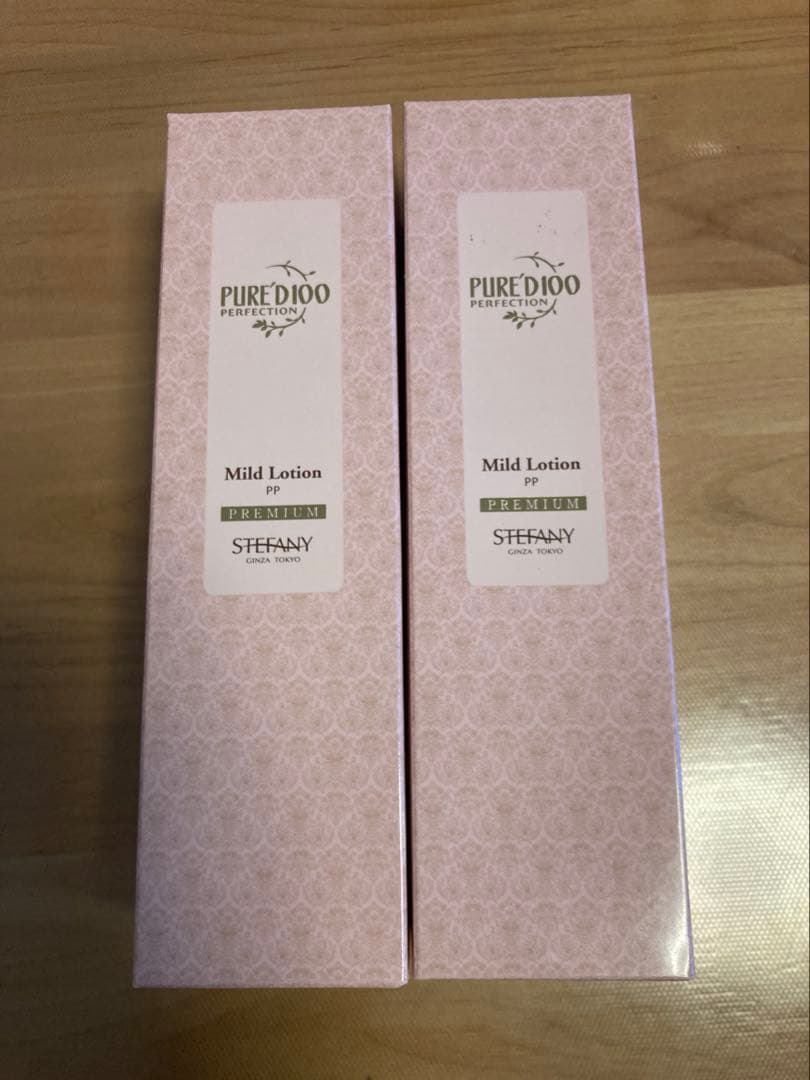 PURE'D100
PERFECTION
Mild Lotion
PP
PREMIUM
STEFANY
GINZA TOKYO
PURE'D100
PERFECTION
Mild Lotion
PP
PREMIUM
STEFANY
GINZA TOKYO